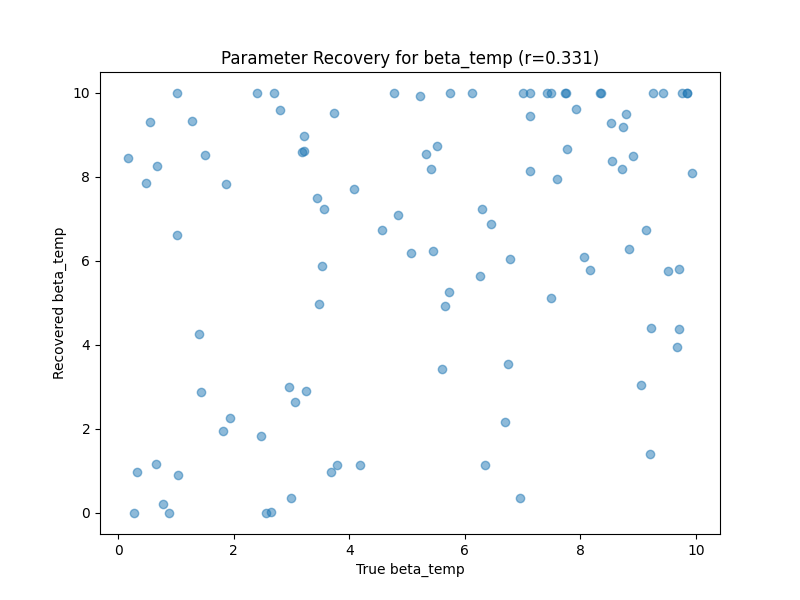 Parameter Recovery for beta_temp (r=0.331)
Recovered beta_temp
10
8
6
4
2
0
0 2 4 6 8 10
True beta_temp